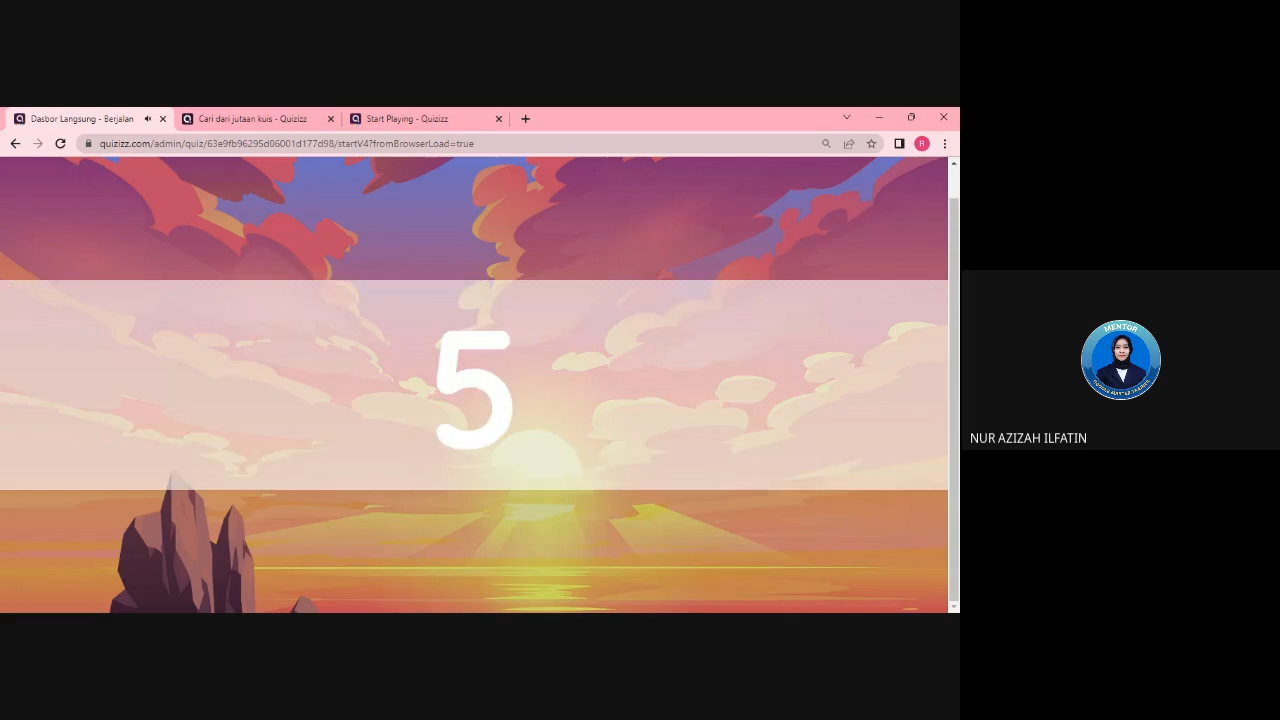 Dasbor Langsung - Berjalan
Cari dari jutaan kuis - Quizizz
Start Playing - Quizizz
quizizz.com/admin/quiz/63e9fb96295d06001d177d98/startV4?fromBrowserLoad=true
R
5
MENTOR
NUR AZIZAH ILFATIN